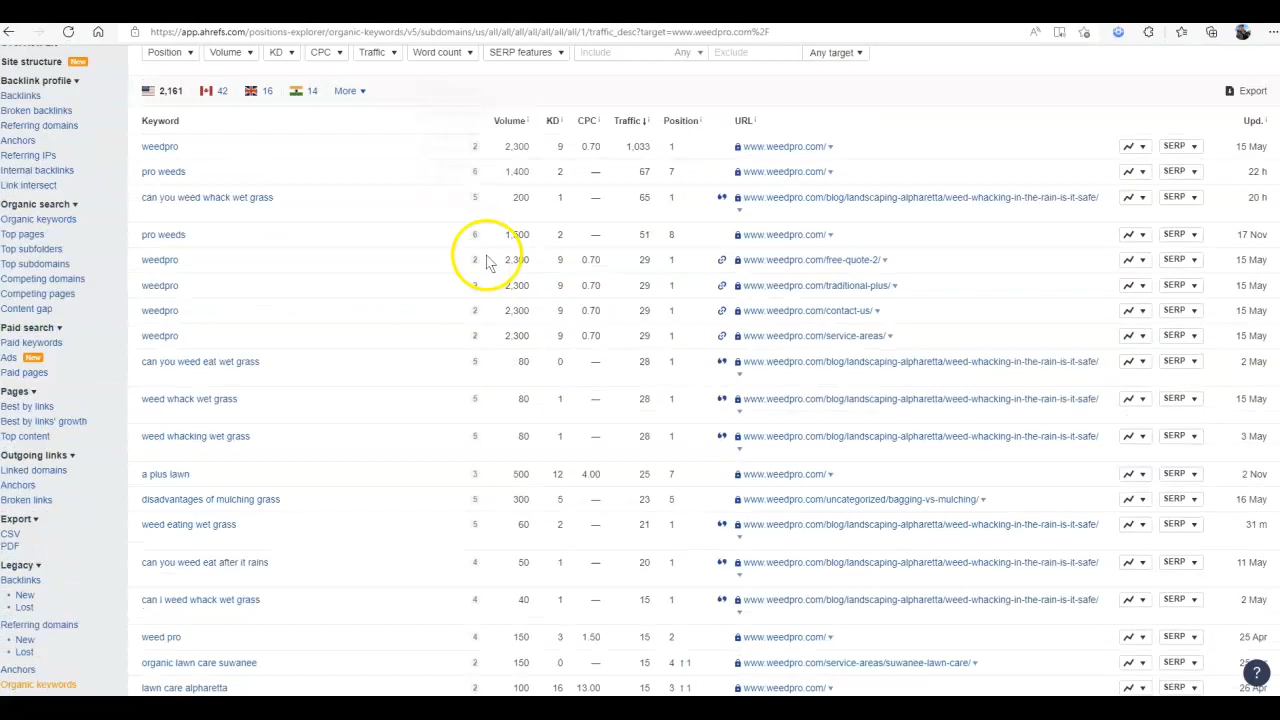 https://app.ahrefs.com/positions-explorer/organic-keywords/v5/subdomains/us/all/all/all/all/all/all/1/traffic_desc?target=www.weedpro.com%2F
Position Volume KD CPC Traffic Word count SERP features Include Any Exclude Any target
Site structure New
Backlink profile
Backlinks
Broken backlinks
Referring domains
Anchors
Referring IPs
Internal backlinks
Link intersect
Organic search
Organic keywords
Top pages
Top subfolders
Top subdomains
Competing domains
Competing pages
Content gap
Paid search
Paid keywords
Ads New
Paid pages
Pages
Best by links
Best by links' growth
Top content
Outgoing links
Linked domains
Anchors
Broken links
Export
CSV
PDF
Legacy
Backlinks
• New
• Lost
Referring domains
• New
• Lost
Anchors
Organic keywords
2,161 42 16 14 More Export
Keyword Volume KD CPC Traffic Position URL Upd.
weedpro 2 2,300 9 0.70 1,033 1 www.weedpro.com/ SERP 15 May
pro weeds 6 1,400 2 — 67 7 www.weedpro.com/ SERP 22 h
can you weed whack wet grass 5 200 1 — 65 1 www.weedpro.com/blog/landscaping-alpharetta/weed-whacking-in-the-rain-is-it-safe/ SERP 20 h
pro weeds 6 2 — 51 8 www.weedpro.com/ SERP 17 Nov
weedpro 2 2,300 9 0.70 29 1 www.weedpro.com/free-quote-2/ SERP 15 May
weedpro 2,300 9 0.70 29 1 www.weedpro.com/traditional-plus/ SERP 15 May
weedpro 2 2,300 9 0.70 29 1 www.weedpro.com/contact-us/ SERP 15 May
weedpro 2 2,300 9 0.70 29 1 www.weedpro.com/service-areas/ SERP 15 May
can you weed eat wet grass 5 80 0 — 28 1 www.weedpro.com/blog/landscaping-alpharetta/weed-whacking-in-the-rain-is-it-safe/ SERP 2 May
weed whack wet grass 5 80 1 — 28 1 www.weedpro.com/blog/landscaping-alpharetta/weed-whacking-in-the-rain-is-it-safe/ SERP 15 May
weed whacking wet grass 5 80 1 — 28 1 www.weedpro.com/blog/landscaping-alpharetta/weed-whacking-in-the-rain-is-it-safe/ SERP 3 May
a plus lawn 3 500 12 4.00 25 7 www.weedpro.com/ SERP 2 Nov
disadvantages of mulching grass 5 300 5 — 23 5 www.weedpro.com/uncategorized/bagging-vs-mulching/ SERP 16 May
weed eating wet grass 5 60 2 — 21 1 www.weedpro.com/blog/landscaping-alpharetta/weed-whacking-in-the-rain-is-it-safe/ SERP 31 m
can you weed eat after it rains 4 50 1 — 20 1 www.weedpro.com/blog/landscaping-alpharetta/weed-whacking-in-the-rain-is-it-safe/ SERP 11 May
can i weed whack wet grass 4 40 1 — 15 1 www.weedpro.com/blog/landscaping-alpharetta/weed-whacking-in-the-rain-is-it-safe/ SERP 2 May
weed pro 4 150 3 1.50 15 2 www.weedpro.com/ SERP 25 Apr
organic lawn care suwanee 2 150 0 — 15 4 ↑1 www.weedpro.com/service-areas/suwanee-lawn-care/ SERP
lawn care alpharetta 2 100 16 13.00 15 3 ↑1 www.weedpro.com/ SERP 26 Apr
?